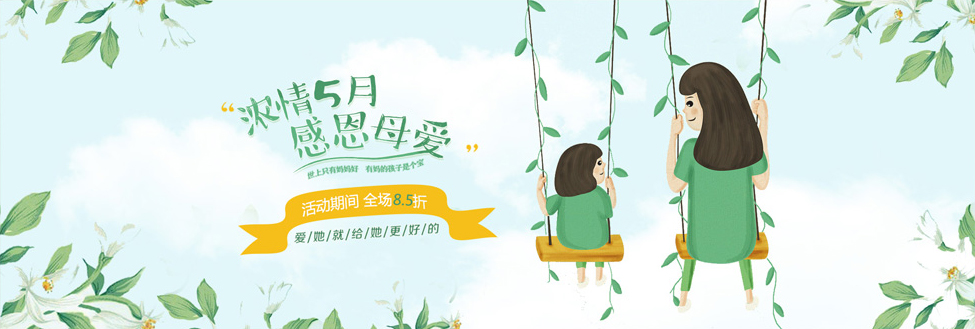 “浓情5月
感恩母爱”
世上只有妈妈好 有妈的孩子是个宝
活动期间 全场8.5折
爱/她/就/给/她/更/好/的